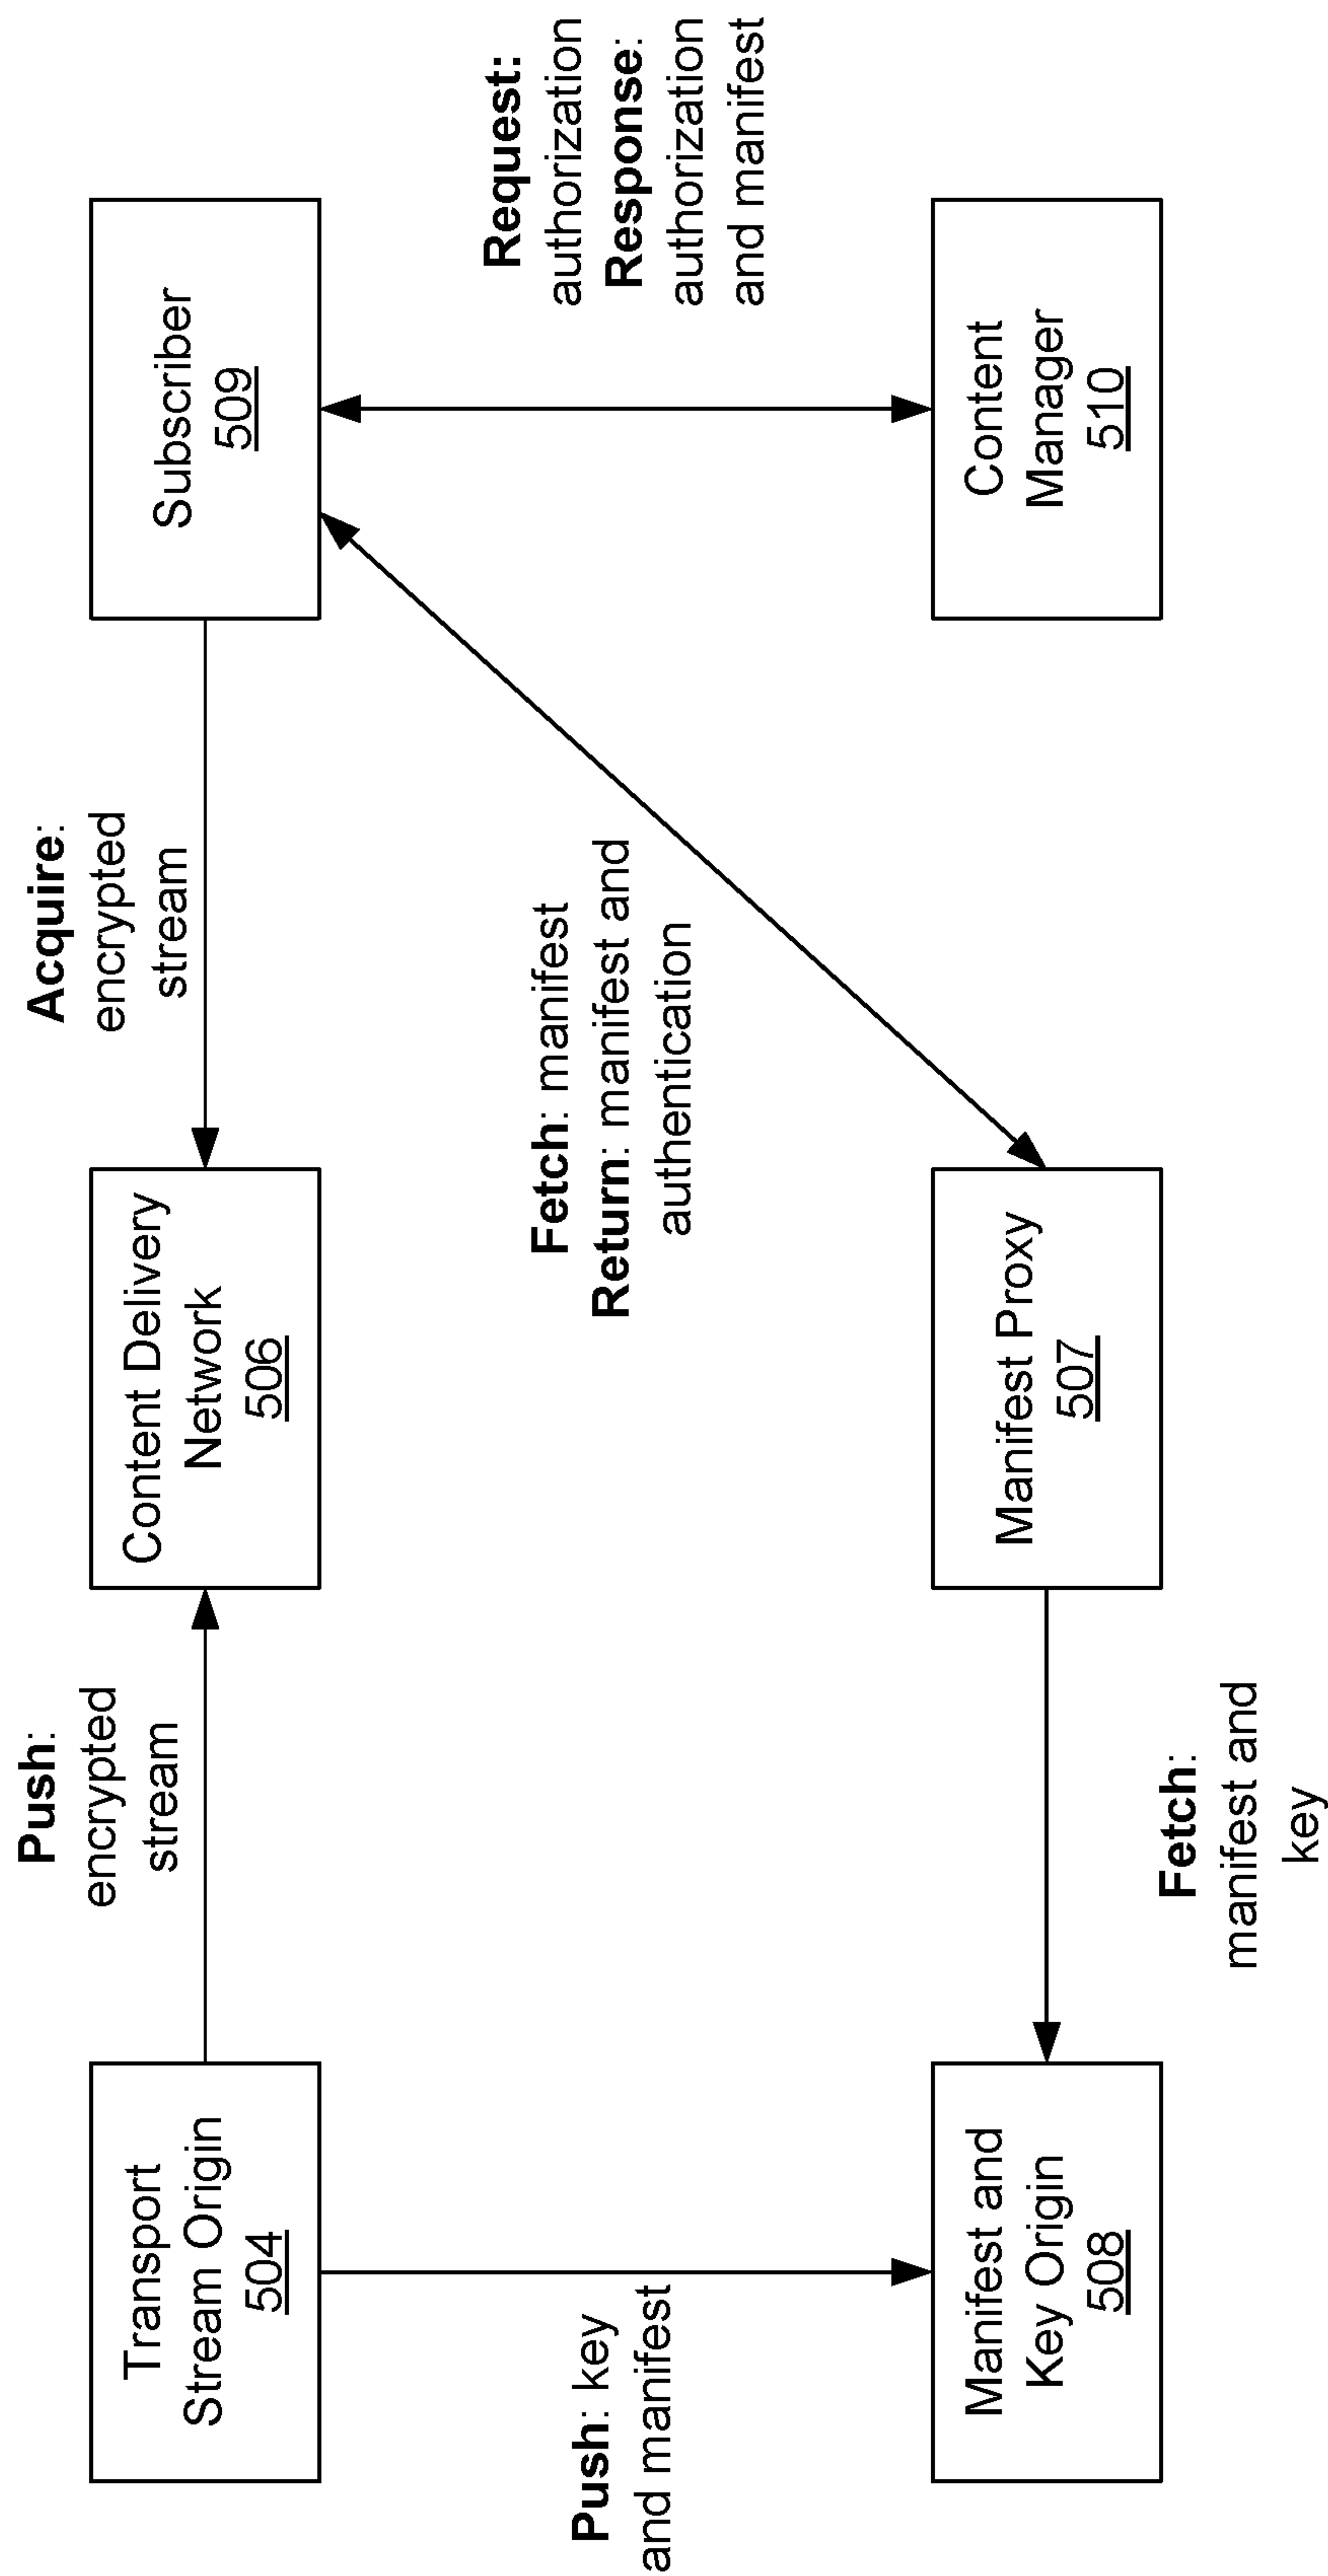 Push:
encrypted
stream
Acquire:
encrypted
stream
Transport
Stream Origin
504
Content Delivery
Network
506
Subscriber
509
Push: key
and manifest
Fetch: manifest
Return: manifest and
authentication
Request:
authorization
Response:
authorization
and manifest
Manifest and
Key Origin
508
Manifest Proxy
507
Content
Manager
510
Fetch:
manifest and
key